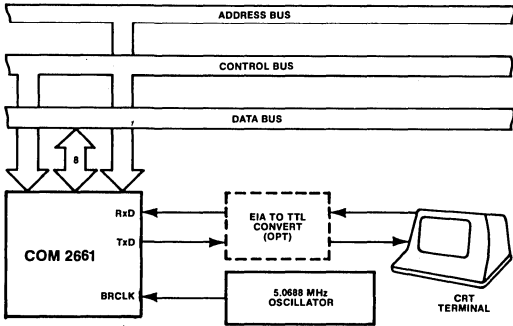 ADDRESS BUS
CONTROL BUS
DATA BUS
8
RxD
TxD
COM 2661
BRCLK
EIA TO TTL
CONVERT
(OPT)
5.0688 MHz
OSCILLATOR
CRT
TERMINAL